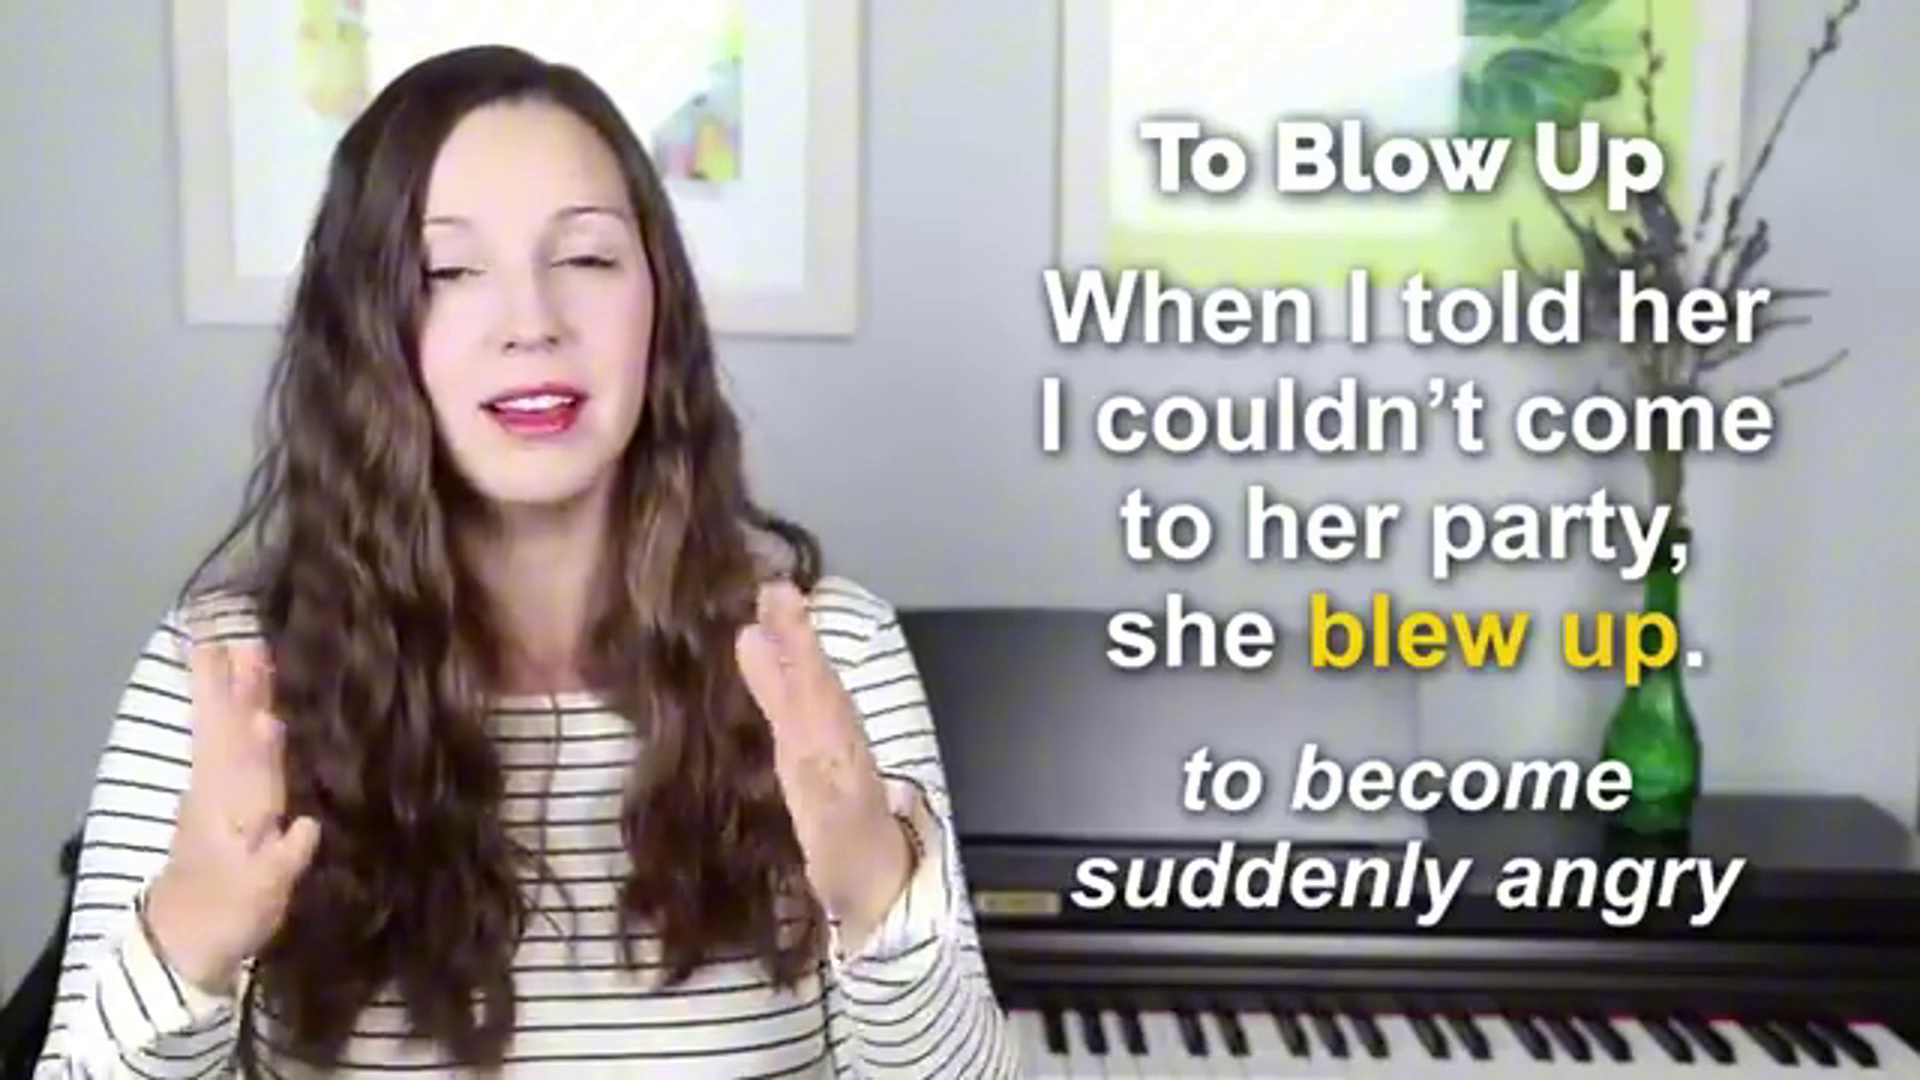 To Blow Up
When I told her
I couldn’t come
to her party,
she blew up.
to become
suddenly angry